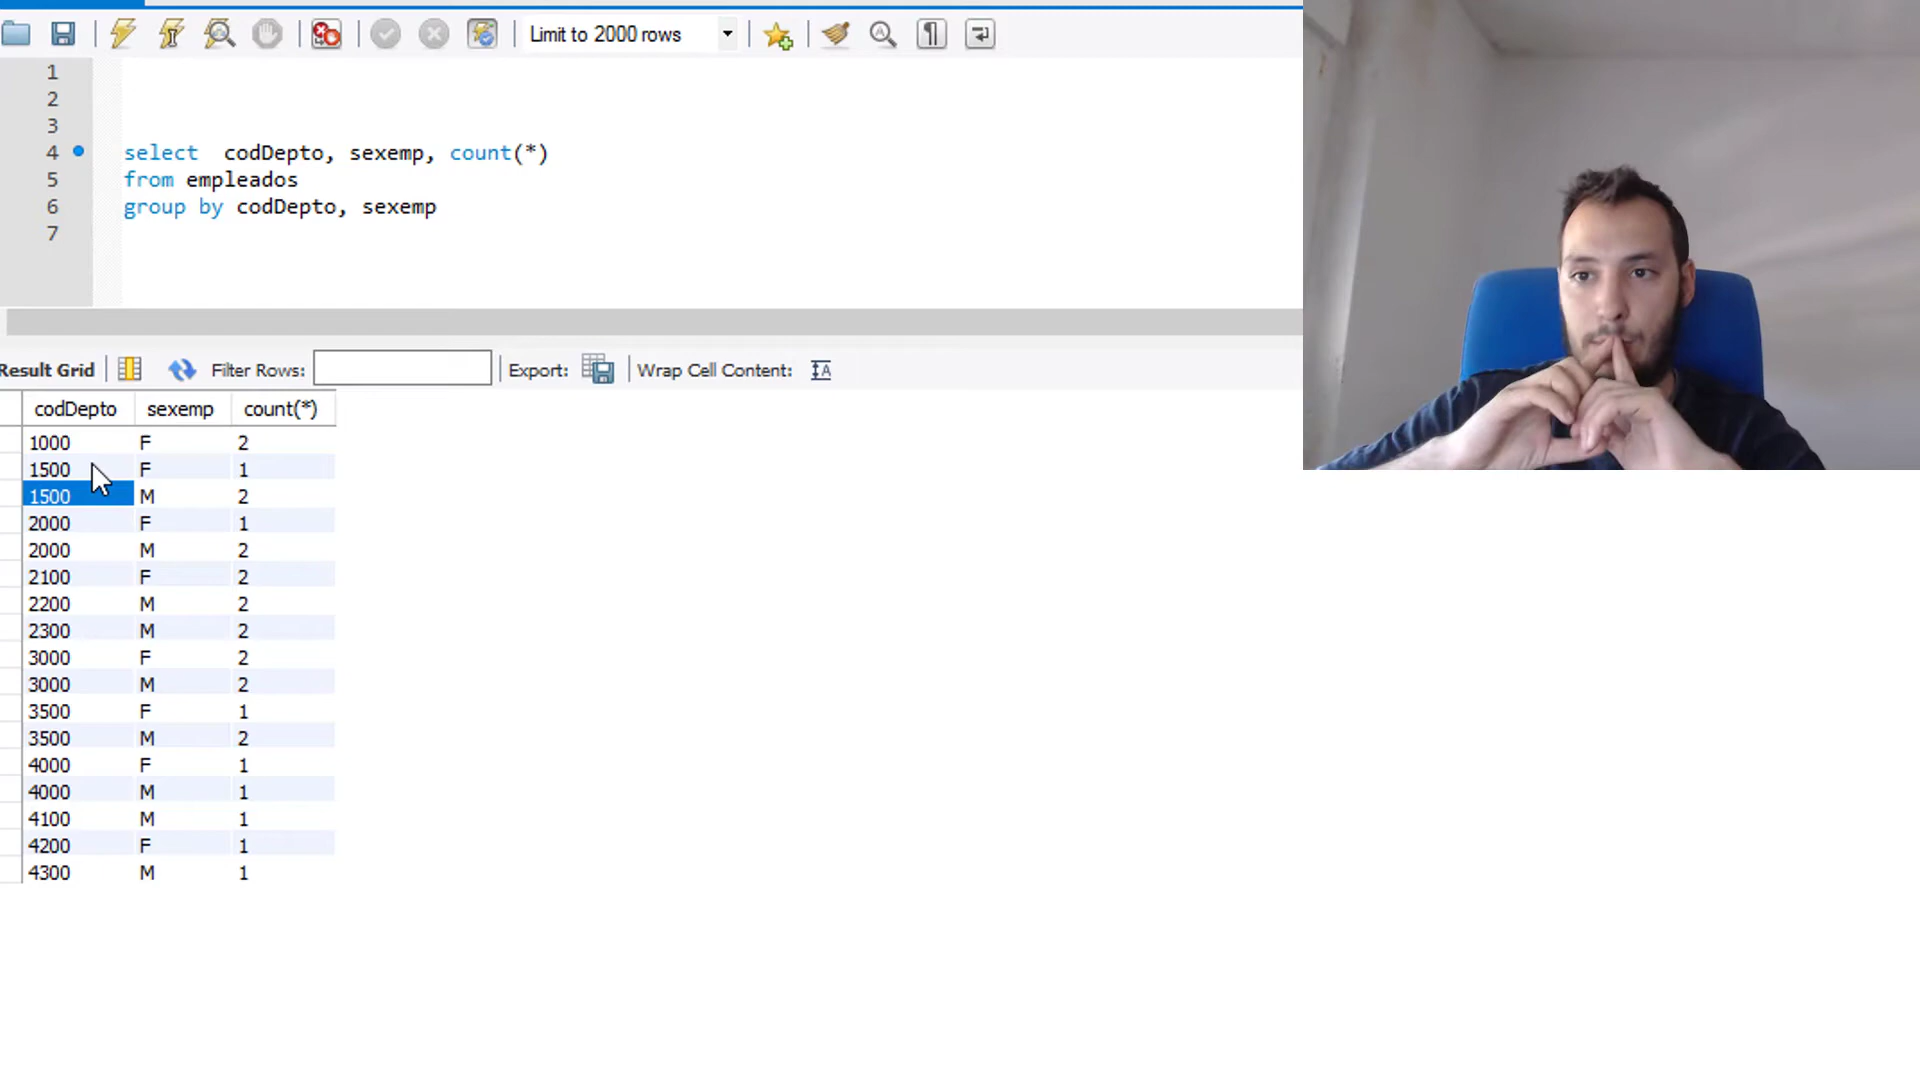 Limit to 2000 rows
1
2
3
4 select codDepto, sexemp, count(*)
5 from empleados
6 group by codDepto, sexemp
7
Result Grid Filter Rows: Export: Wrap Cell Content:
codDepto sexemp count(*)
1000 F 2
1500 F 1
1500 M 2
2000 F 1
2000 M 2
2100 F 2
2200 M 2
2300 M 2
3000 F 2
3000 M 2
3500 F 1
3500 M 2
4000 F 1
4000 M 1
4100 M 1
4200 F 1
4300 M 1